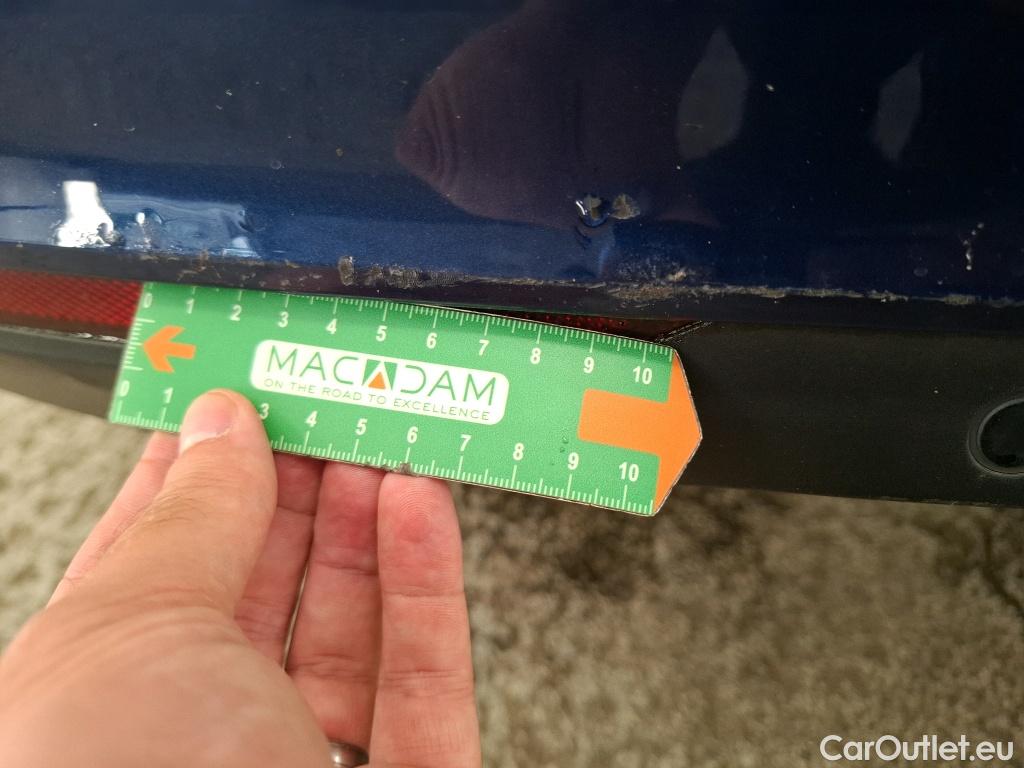 0 1 2 3 4 5 6 7 8 9 10
MACADAM
ON THE ROAD TO EXCELLENCE
0 1 3 4 5 6 7 8 9 10
CarOutlet.eu